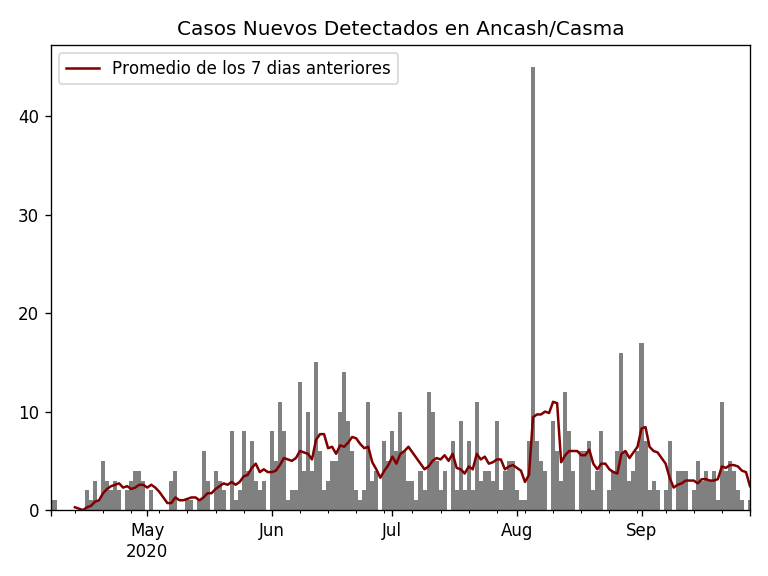 Casos Nuevos Detectados en Ancash/Casma
Promedio de los 7 dias anteriores
40
30
20
10
0
May Jun Jul Aug Sep
2020